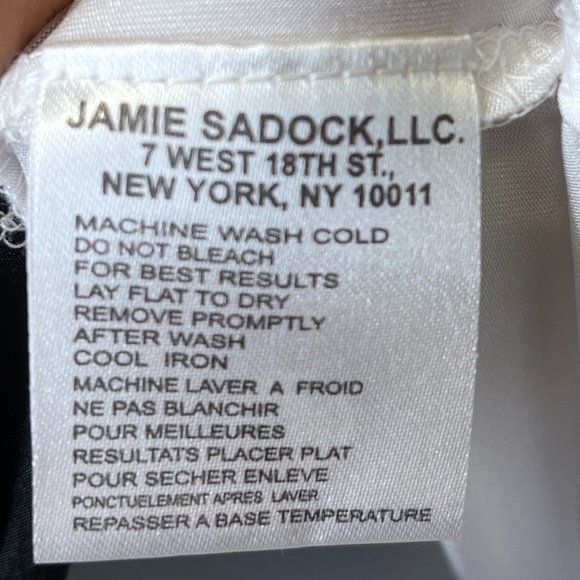 JAMIE SADOCK,LLC.
7 WEST 18TH ST.,
NEW YORK, NY 10011
MACHINE WASH COLD
DO NOT BLEACH
FOR BEST RESULTS
LAY FLAT TO DRY
REMOVE PROMPTLY
AFTER WASH
COOL IRON
MACHINE LAVER A FROID
NE PAS BLANCHIR
POUR MEILLEURES
RESULTATS PLACER PLAT
POUR SECHER ENLEVE
PONCTUELEMENT APRES LAVER
REPASSER A BASE TEMPERATURE